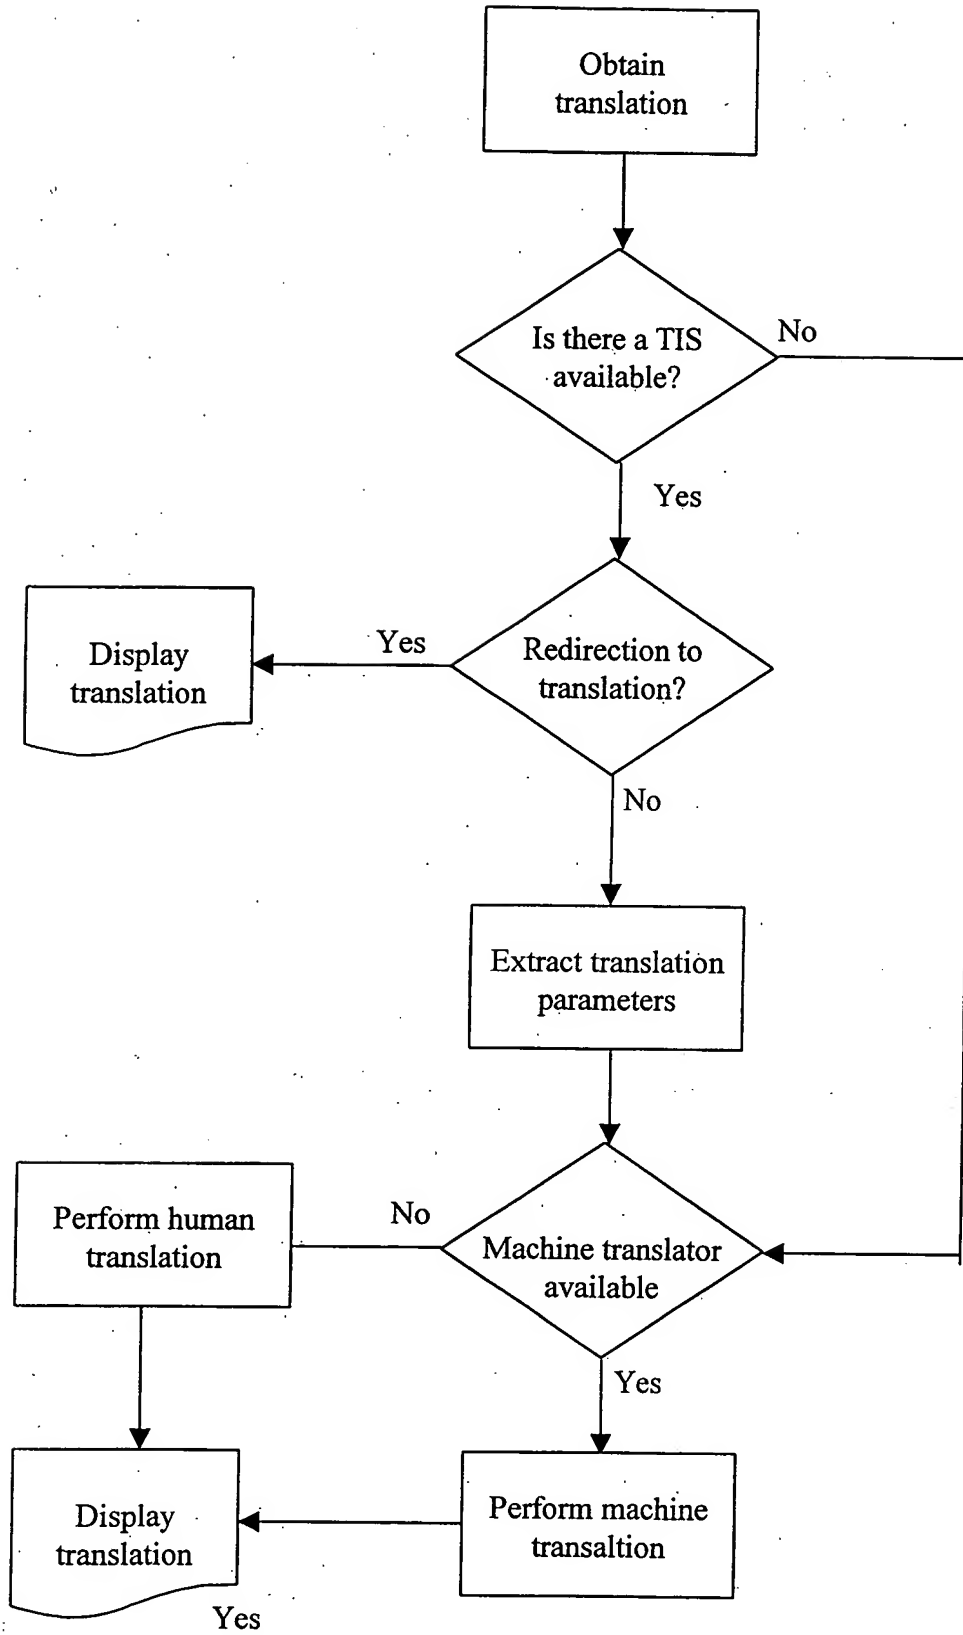 Obtain
translation
Is there a TIS
available?
No
Yes
Redirection to
translation?
Yes
Display
translation
No
Extract translation
parameters
Machine translator
available
No
Perform human
translation
Yes
Perform machine
transaltion
Display
translation
Yes